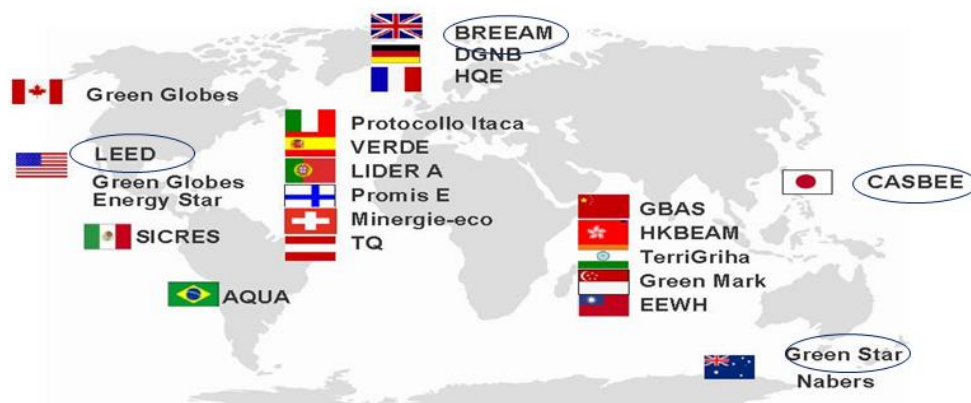 BREEAM
DGNB
HQE
Green Globes
Protocollo Itaca
VERDE
LIDER A
Promis E
Minergie-eco
TQ
LEED
Green Globes
Energy Star
SICRES
AQUA
CASBEE
GBAS
HKBEAM
TerriGriha
Green Mark
EEWH
Green Star
Nabers